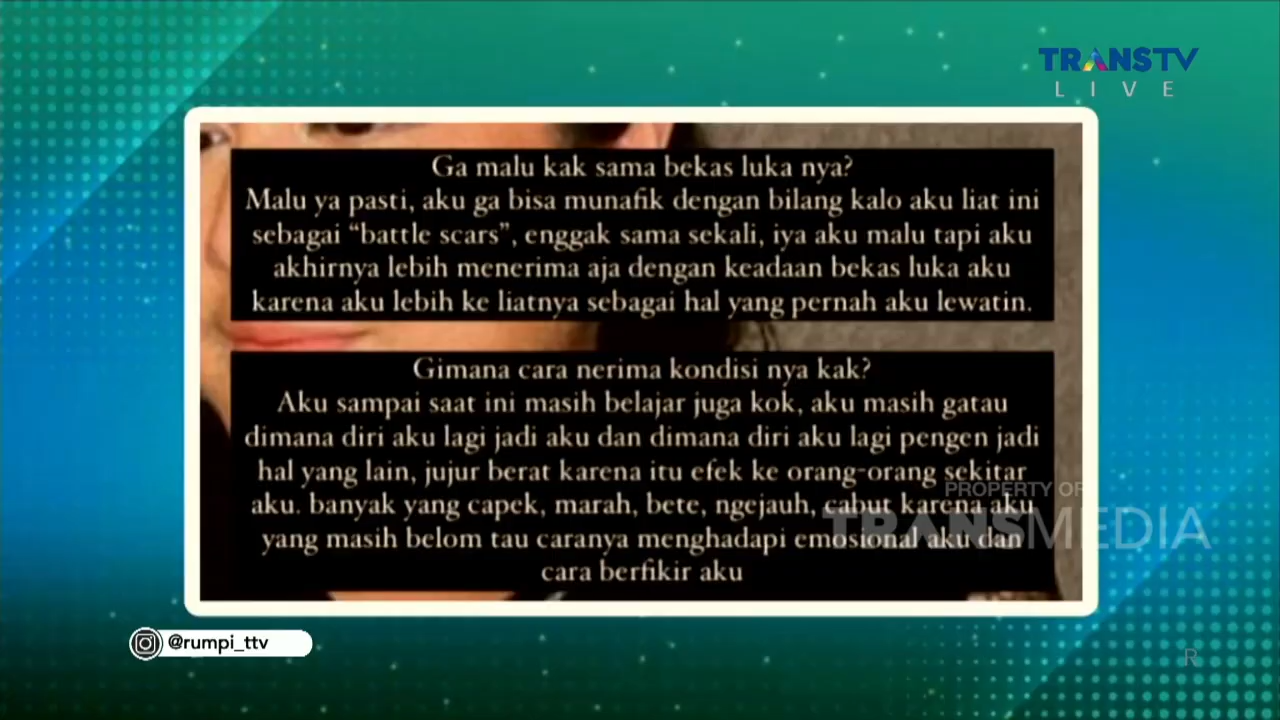 TRANSTV
LIVE
Ga malu kak sama bekas luka nya?
Malu ya pasti, aku ga bisa munafik dengan bilang kalo aku liat ini
sebagai “battle scars”, enggak sama sekali, iya aku malu tapi aku
akhirnya lebih menerima aja dengan keadaan bekas luka aku
karena aku lebih ke liatnya sebagai hal yang pernah aku lewatin.
Gimana cara nerima kondisi nya kak?
Aku sampai saat ini masih belajar juga kok, aku masih gatau
dimana diri aku lagi jadi aku dan dimana diri aku lagi pengen jadi
hal yang lain, jujur berat karena itu efek ke orang-orang sekitar
aku. banyak yang capek, marah, bete, ngejauh, cabut karena aku
yang masih belom tau caranya menghadapi emosional aku dan
cara berfikir aku
PROPERTY OF
TRANSMEDIA
@rumpi_ttv
R